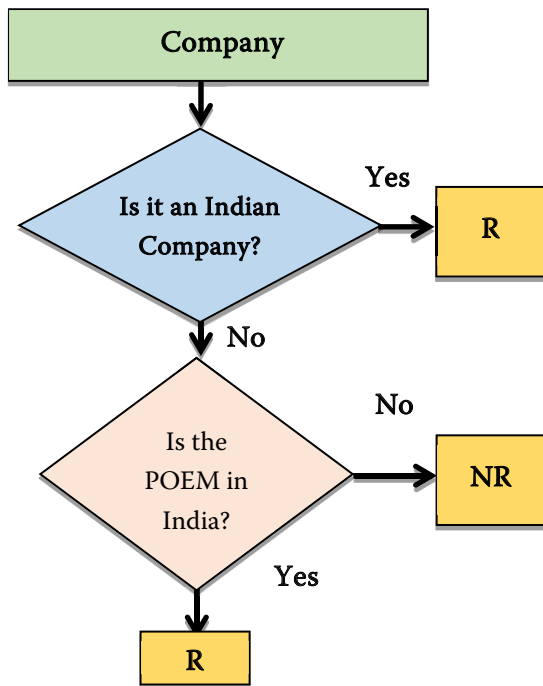 Company
Yes
Is it an Indian
Company?
R
No
No
Is the
POEM in
India?
NR
Yes
R